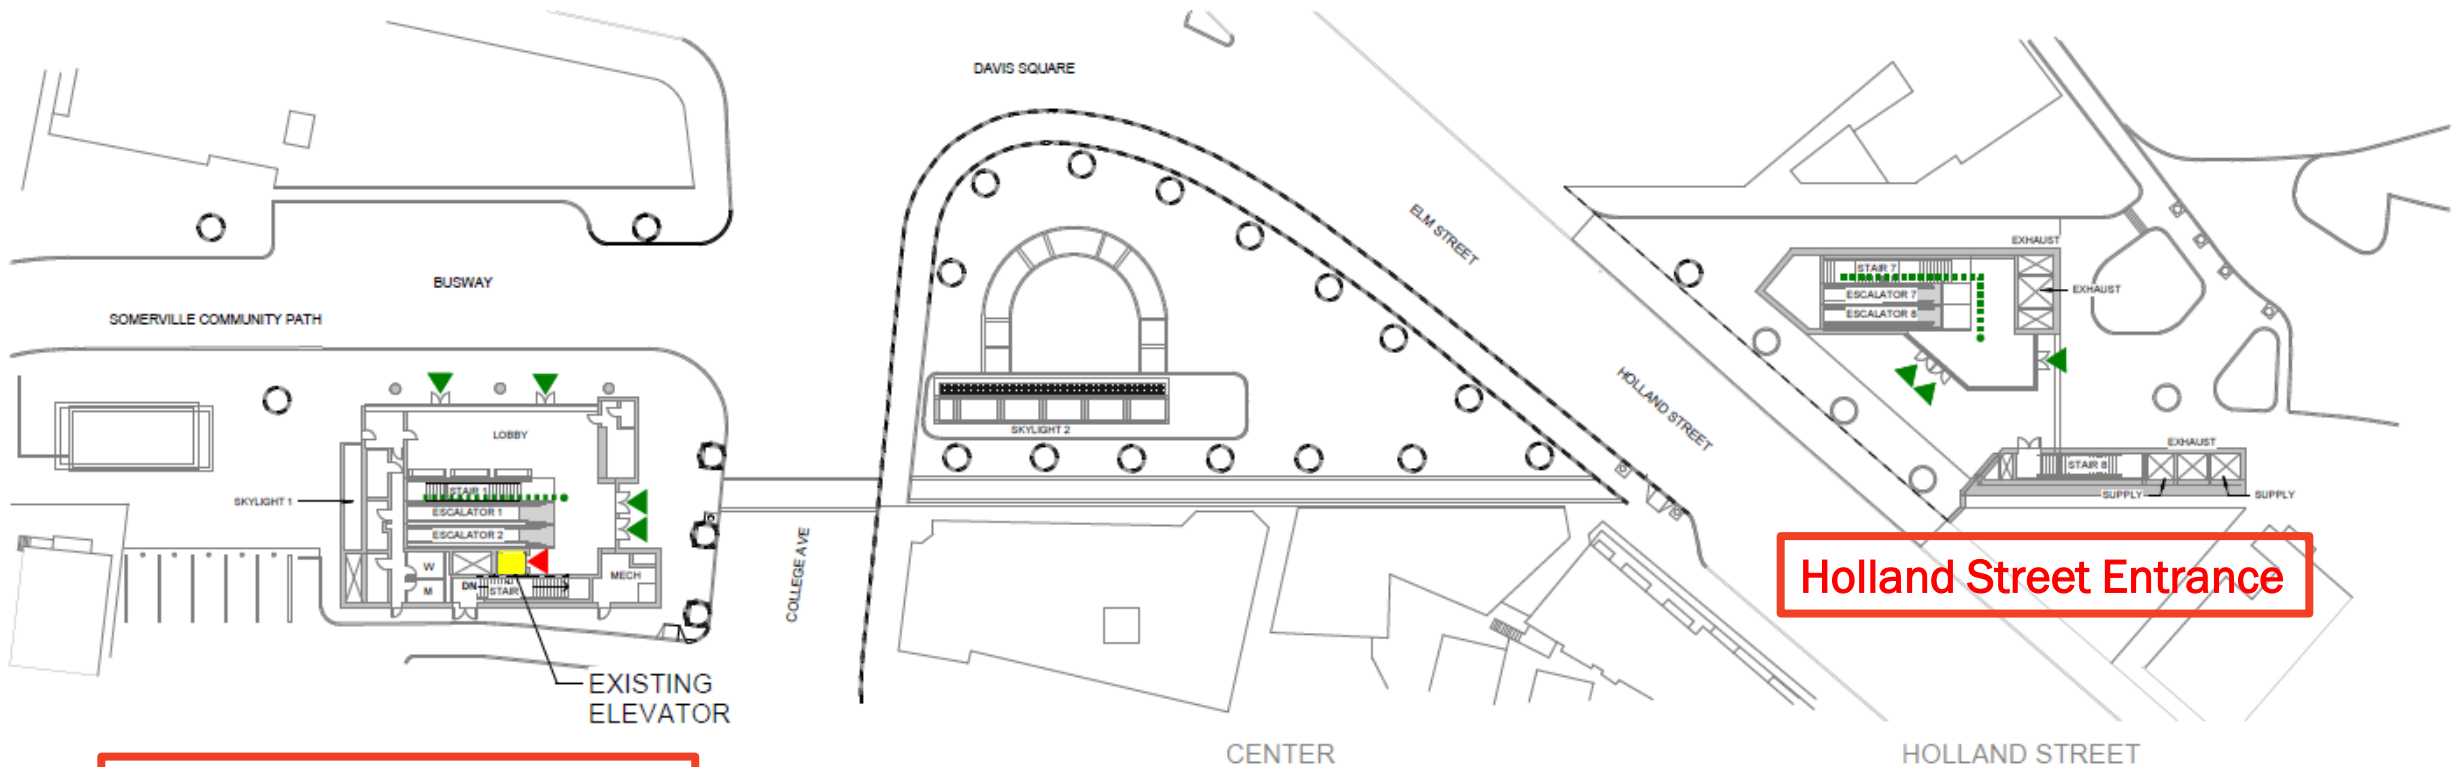 DAVIS SQUARE
ELM STREET
EXHAUST
STAIR 7
EXHAUST
ESCALATOR 7
ESCALATOR 8
BUSWAY
SOMERVILLE COMMUNITY PATH
HOLLAND STREET
SKYLIGHT 2
LOBBY
EXHAUST
STAIR 8
SUPPLY
SUPPLY
SKYLIGHT 1
STAIR 1
ESCALATOR 1
ESCALATOR 2
W
M
DN
STAIR
MECH
COLLEGE AVE
Holland Street Entrance
EXISTING
ELEVATOR
CENTER
HOLLAND STREET